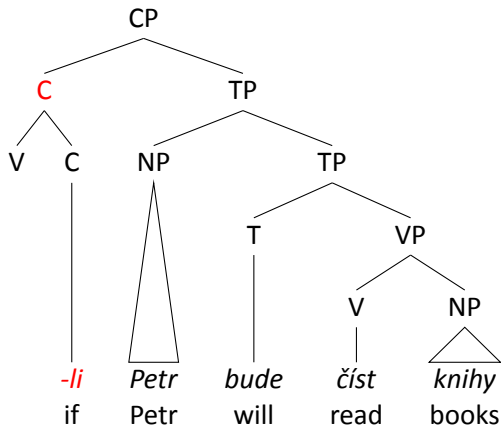 CP
C TP
V C NP TP
T VP
V NP
-li Petr bude číst knihy
if Petr will read books